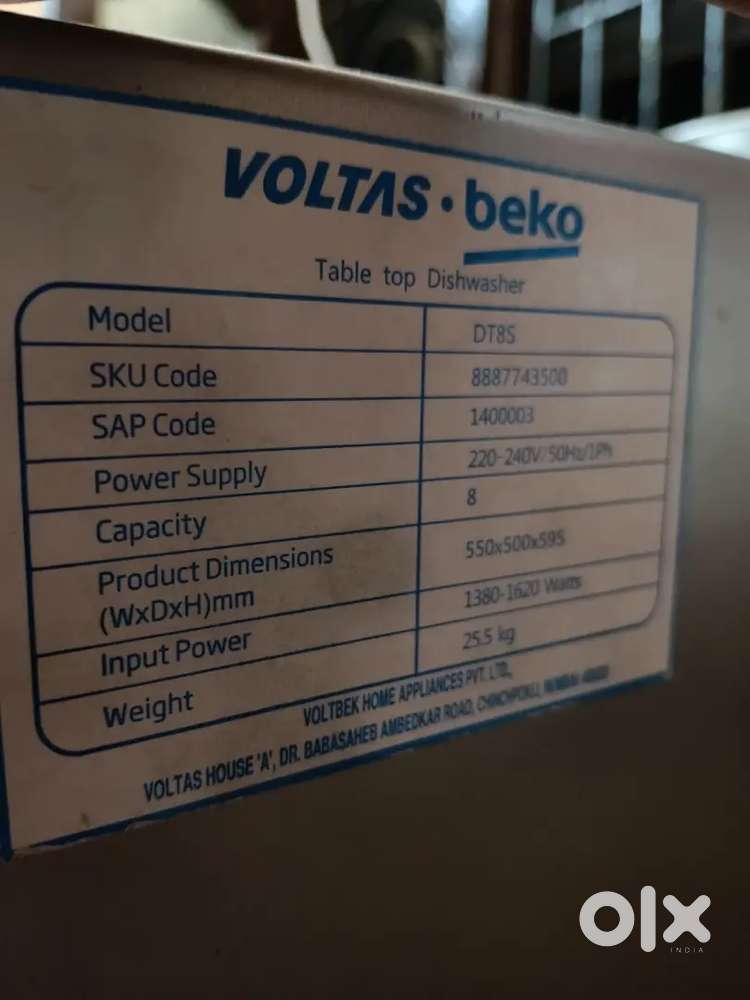 VOLTAS · beko
Table top Dishwasher
Model DT8S
SKU Code 8887743500
SAP Code 1400003
Power Supply 220-240V/50Hz/1Ph
Capacity 8
Product Dimensions
(WxDxH)mm 550x500x595
Input Power 1380-1620 Watts
Weight 25.5 kg
VOLTBEK HOME APPLIANCES PVT. LTD,
VOLTAS HOUSE 'A', DR. BABASAHEB AMBEDKAR ROAD, CHINCHPOKLI, MUMBAI
olx
INDIA